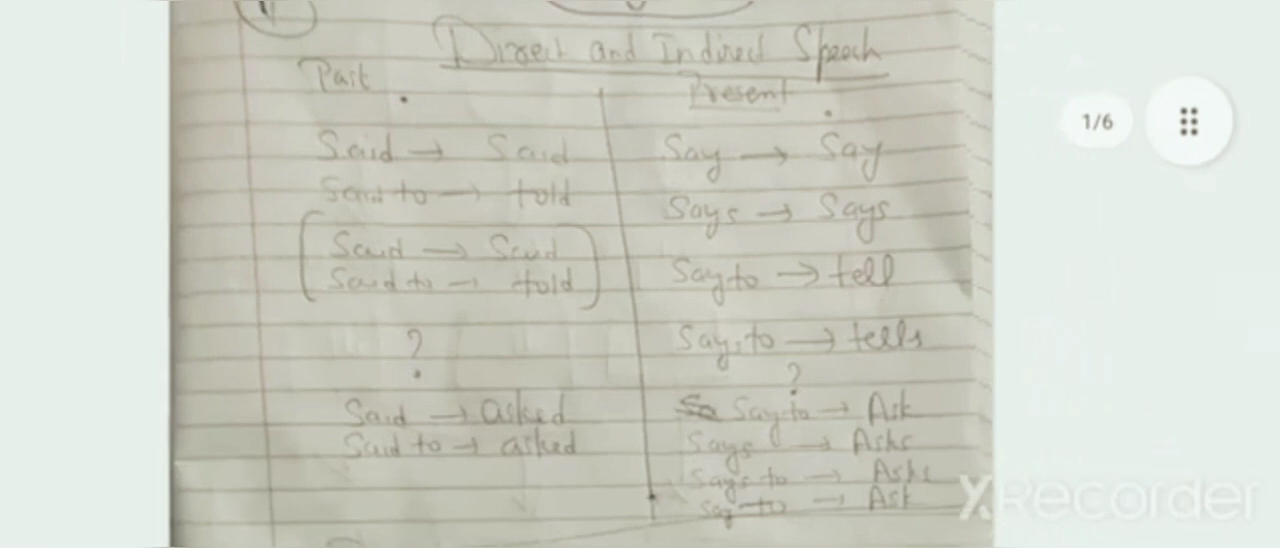 Direct and Indirect Speech
Past
Said → Said
Said to → told
Said → Said
Said to → told
?
Said → asked
Said to → asked
Present
Say → Say
Says → Says
Say to → tell
Says to → tells
?
Say to → Ask
Says → Asks
Says to → Asks
Say to → Ask
1/6
XRecorder